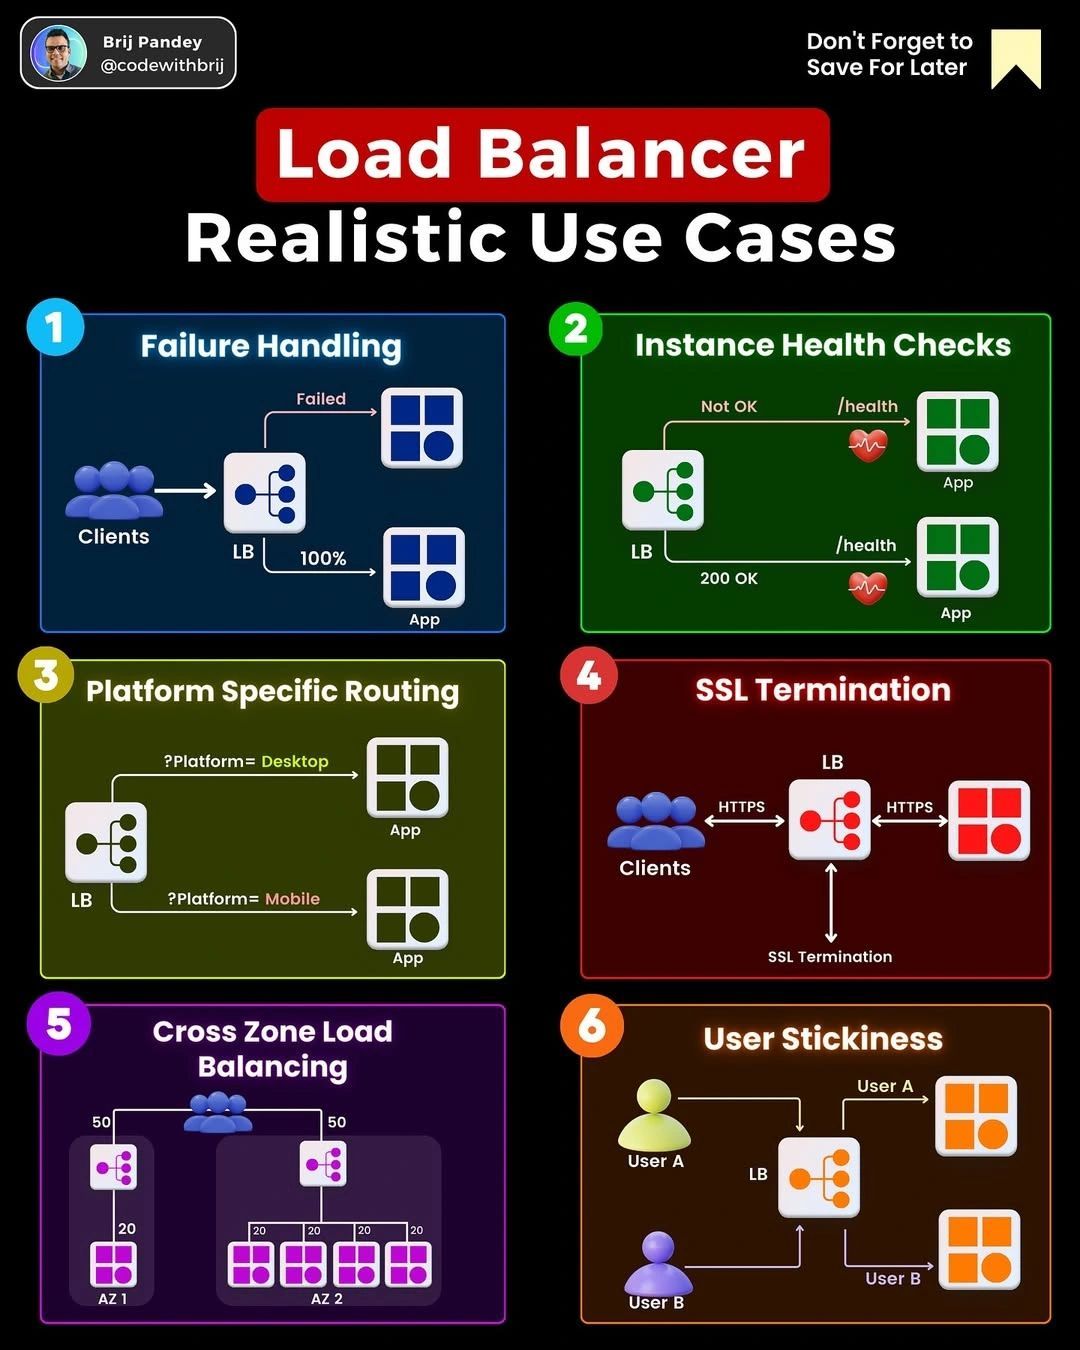 Brij Pandey
@codewithbrij
Don't Forget to
Save For Later
Load Balancer
Realistic Use Cases
1
Failure Handling
Failed
Clients
LB
100%
App
2
Instance Health Checks
Not OK
/health
App
LB
/health
200 OK
App
3
Platform Specific Routing
?Platform= Desktop
App
LB
?Platform= Mobile
App
4
SSL Termination
LB
HTTPS
HTTPS
Clients
SSL Termination
5
Cross Zone Load
Balancing
50
50
20
20
20
20
20
AZ 1
AZ 2
6
User Stickiness
User A
User A
LB
User B
User B